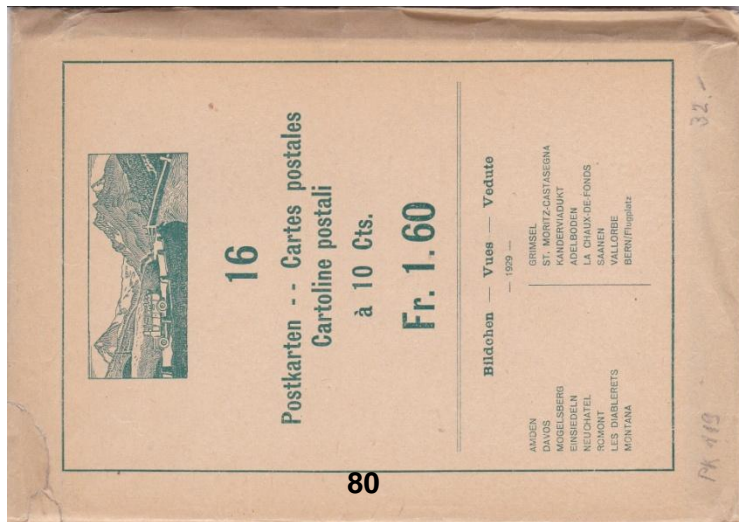 16
Postkarten - - Cartes postales
Cartoline postali
à 10 Cts.
Fr. 1.60
Bildchen — Vues — Vedute
— 1929 —
AMDEN
DAVOS
MOGELSBERG
EINSIEDELN
NEUCHATEL
ROMONT
LES DIABLERETS
MONTANA
GRIMSEL
ST. MORITZ-CASTASEGNA
KANDERVIADUKT
ADELBODEN
LA CHAUX-DE-FONDS
SAANEN
VALLORBE
BERN/Flugplatz
PK 119
32.-
80